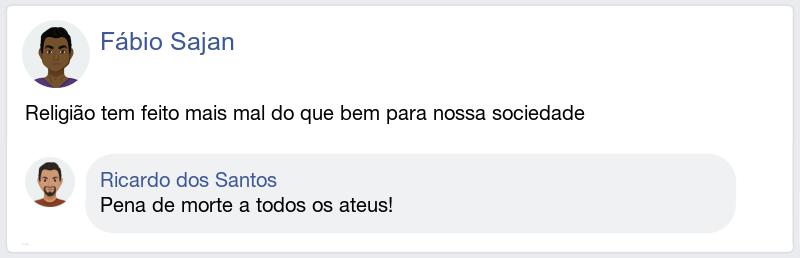 Fábio Sajan
Religião tem feito mais mal do que bem para nossa sociedade
Ricardo dos Santos
Pena de morte a todos os ateus!